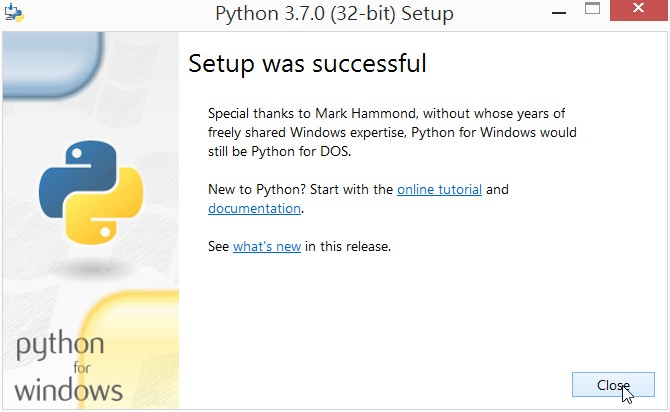 Python 3.7.0 (32-bit) Setup
Setup was successful
Special thanks to Mark Hammond, without whose years of
freely shared Windows expertise, Python for Windows would
still be Python for DOS.
New to Python? Start with the online tutorial and
documentation.
See what's new in this release.
python
for
windows
Close